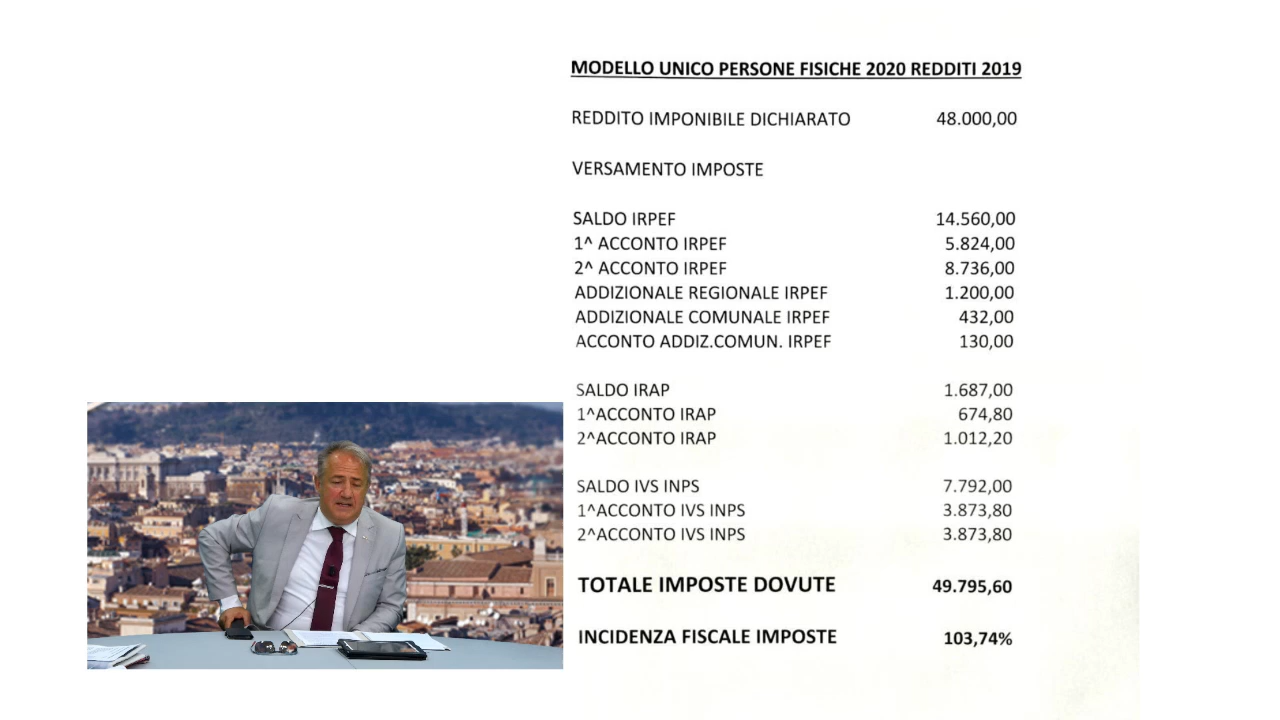 MODELLO UNICO PERSONE FISICHE 2020 REDDITI 2019
REDDITO IMPONIBILE DICHIARATO 48.000,00
VERSAMENTO IMPOSTE
SALDO IRPEF 14.560,00
1^ ACCONTO IRPEF 5.824,00
2^ ACCONTO IRPEF 8.736,00
ADDIZIONALE REGIONALE IRPEF 1.200,00
ADDIZIONALE COMUNALE IRPEF 432,00
ACCONTO ADDIZ.COMUN. IRPEF 130,00
SALDO IRAP 1.687,00
1^ACCONTO IRAP 674,80
2^ACCONTO IRAP 1.012,20
SALDO IVS INPS 7.792,00
1^ACCONTO IVS INPS 3.873,80
2^ACCONTO IVS INPS 3.873,80
TOTALE IMPOSTE DOVUTE 49.795,60
INCIDENZA FISCALE IMPOSTE 103,74%